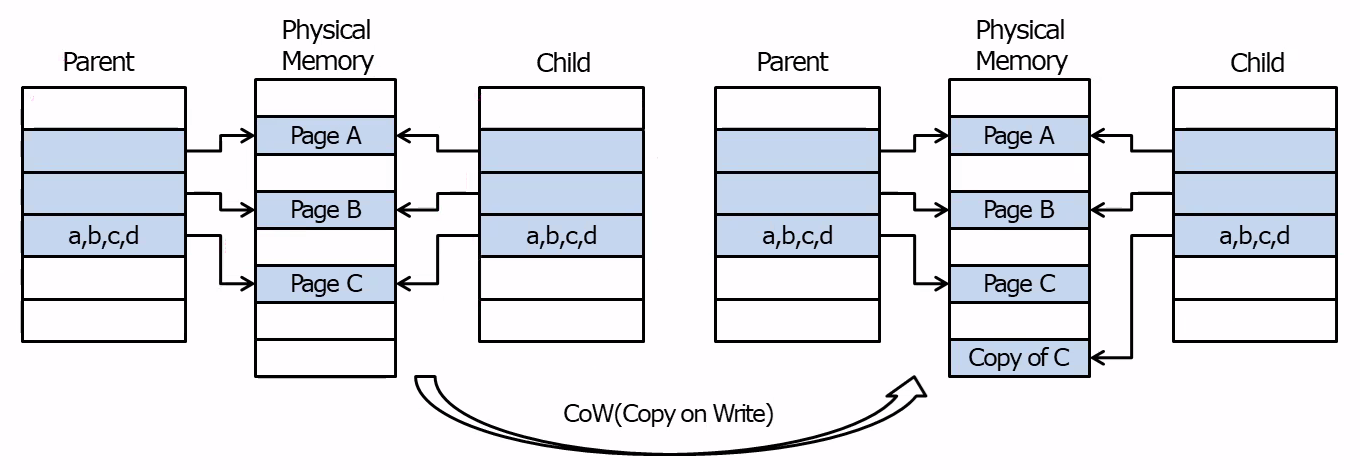 Parent
Physical
Memory
Child
Page A
Page B
a,b,c,d
a,b,c,d
Page C
Parent
Physical
Memory
Child
Page A
Page B
a,b,c,d
a,b,c,d
Page C
Copy of C
CoW(Copy on Write)